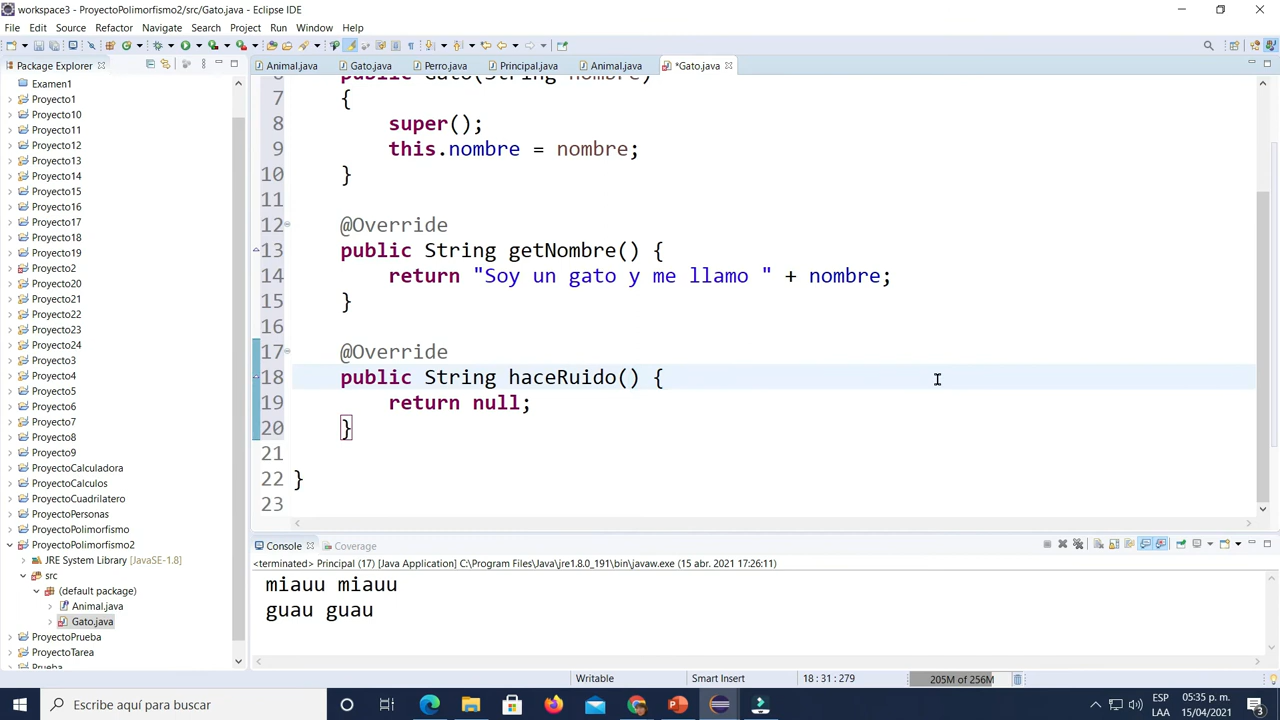 workspace3 - ProyectoPolimorfismo2/src/Gato.java - Eclipse IDE
File Edit Source Refactor Navigate Search Project Run Window Help
Package Explorer
Animal.java Gato.java Perro.java Principal.java Animal.java *Gato.java
Examen1
Proyecto1
Proyecto10
Proyecto11
Proyecto12
Proyecto13
Proyecto14
Proyecto15
Proyecto16
Proyecto17
Proyecto18
Proyecto19
Proyecto2
Proyecto20
Proyecto21
Proyecto22
Proyecto23
Proyecto24
Proyecto3
Proyecto4
Proyecto5
Proyecto6
Proyecto7
Proyecto8
Proyecto9
ProyectoCalculadora
ProyectoCalculos
ProyectoCuadrilatero
ProyectoPersonas
ProyectoPolimorfismo
ProyectoPolimorfismo2
JRE System Library [JavaSE-1.8]
src
(default package)
Animal.java
Gato.java
ProyectoPrueba
ProyectoTarea
Prueba
6 public Gato(String nombre)
7 {
8 super();
9 this.nombre = nombre;
10 }
11
12 @Override
13 public String getNombre() {
14 return "Soy un gato y me llamo " + nombre;
15 }
16
17 @Override
18 public String haceRuido() {
19 return null;
20 }
21
22 }
23
Console Coverage
<terminated> Principal (17) [Java Application] C:\Program Files\Java\jre1.8.0_191\bin\javaw.exe (15 abr. 2021 17:26:11)
miauu miauu
guau guau
Writable Smart Insert 18 : 31 : 279 205M of 256M
Escribe aquí para buscar
ESP 05:35 p. m.
LAA 15/04/2021
3